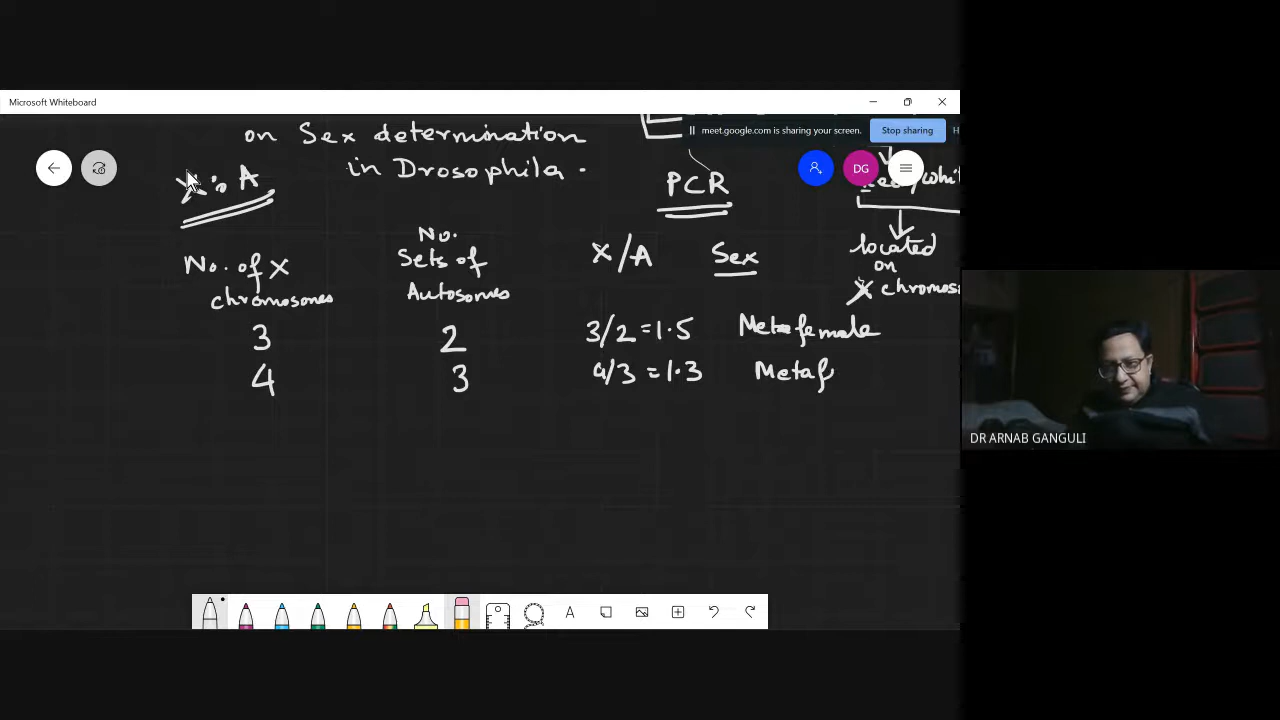 Microsoft Whiteboard
meet.google.com is sharing your screen.
Stop sharing
H
on Sex determination
in Drosophila.
X : A
PCR
DG
located
on
X chromoso
No. of X
chromosomes
No.
Sets of
Autosomes
X/A
Sex
3
2
3/2 = 1.5
Metafemale
4
3
4/3 = 1.3
Metaf
A
DR ARNAB GANGULI